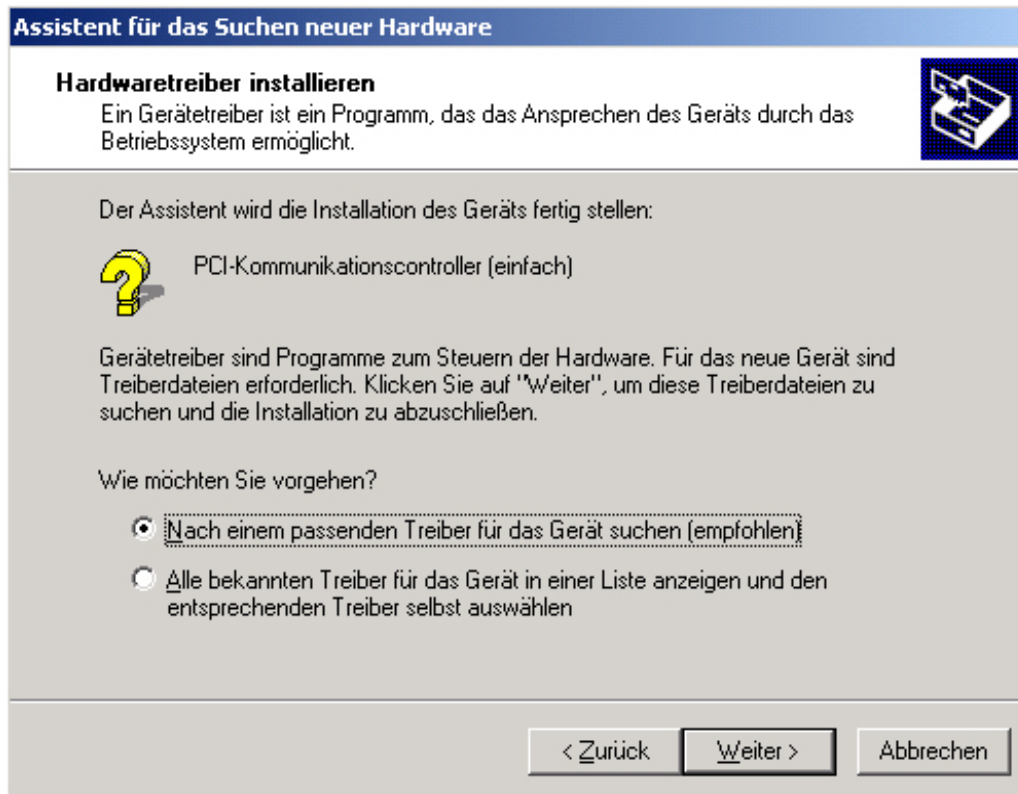 Assistent für das Suchen neuer Hardware
Hardwaretreiber installieren
Ein Gerätetreiber ist ein Programm, das das Ansprechen des Geräts durch das
Betriebssystem ermöglicht.
Der Assistent wird die Installation des Geräts fertig stellen:
PCI-Kommunikationscontroller (einfach)
Gerätetreiber sind Programme zum Steuern der Hardware. Für das neue Gerät sind
Treiberdateien erforderlich. Klicken Sie auf "Weiter", um diese Treiberdateien zu
suchen und die Installation zu abzuschließen.
Wie möchten Sie vorgehen?
Nach einem passenden Treiber für das Gerät suchen (empfohlen)
Alle bekannten Treiber für das Gerät in einer Liste anzeigen und den
entsprechenden Treiber selbst auswählen
< Zurück Weiter > Abbrechen